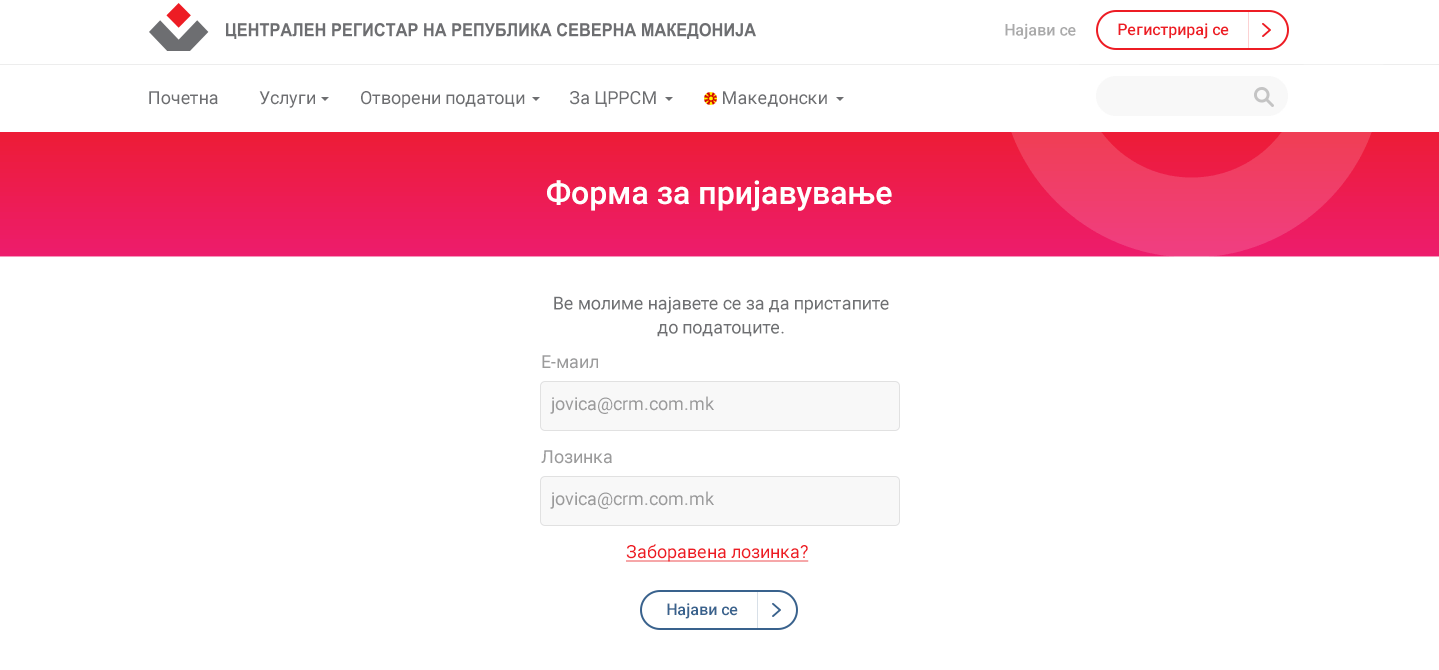 ЦЕНТРАЛЕН РЕГИСТАР НА РЕПУБЛИКА СЕВЕРНА МАКЕДОНИЈА
Најави се
Регистрирај се
Почетна
Услуги
Отворени податоци
За ЦРРСМ
Македонски
Форма за пријавување
Ве молиме најавете се за да пристапите
до податоците.
Е-маил
jovica@crm.com.mk
Лозинка
jovica@crm.com.mk
Заборавена лозинка?
Најави се